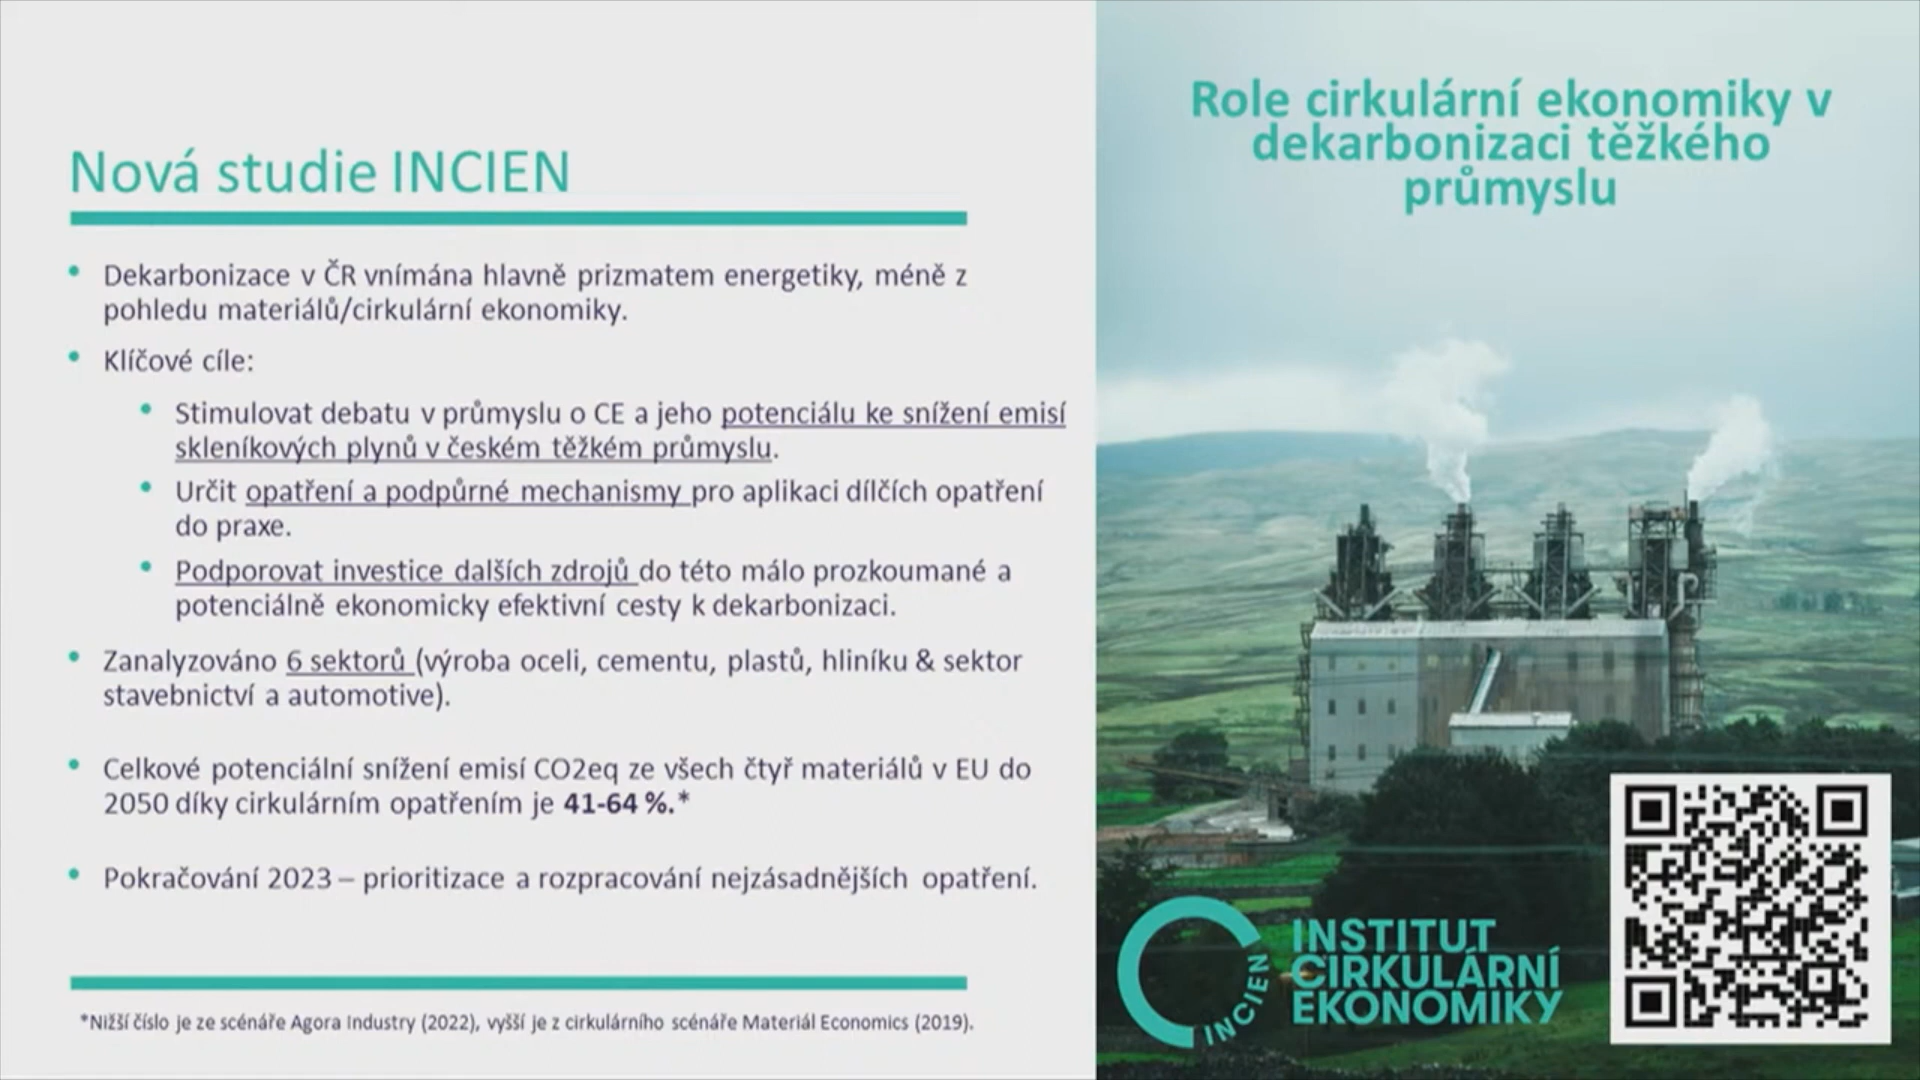 Nová studie INCIEN
Dekarbonizace v ČR vnímána hlavně prizmatem energetiky, méně z
pohledu materiálů/cirkulární ekonomiky.
Klíčové cíle:
Stimulovat debatu v průmyslu o CE a jeho potenciálu ke snížení emisí
skleníkových plynů v českém těžkém průmyslu.
Určit opatření a podpůrné mechanismy pro aplikaci dílčích opatření
do praxe.
Podporovat investice dalších zdrojů do této málo prozkoumané a
potenciálně ekonomicky efektivní cesty k dekarbonizaci.
Zanalyzováno 6 sektorů (výroba oceli, cementu, plastů, hliníku & sektor
stavebnictví a automotive).
Celkové potenciální snížení emisí CO2eq ze všech čtyř materiálů v EU do
2050 díky cirkulárním opatřením je 41-64 %.*
Pokračování 2023 – prioritizace a rozpracování nejzásadnějších opatření.
*Nižší číslo je ze scénáře Agora Industry (2022), vyšší je z cirkulárního scénáře Materiál Economics (2019).
Role cirkulární ekonomiky v
dekarbonizaci těžkého
průmyslu
INCIEN
INSTITUT
CIRKULÁRNÍ
EKONOMIKY